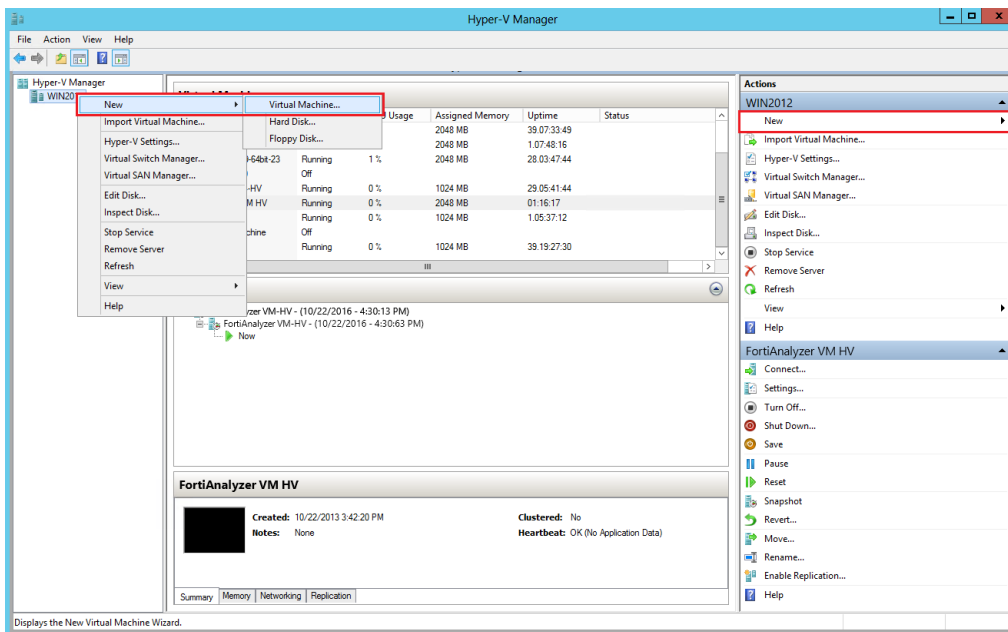 Hyper-V Manager
File Action View Help
Hyper-V Manager
WIN20
New
Import Virtual Machine...
Hyper-V Settings...
Virtual Switch Manager...
Virtual SAN Manager...
Edit Disk...
Inspect Disk...
Stop Service
Remove Server
Refresh
View
Help
Virtual Machine...
Hard Disk...
Floppy Disk...
Usage Assigned Memory Uptime Status
2048 MB 39.07:33:49
2048 MB 1.07:48:16
-64bit-23 Running 1 % 2048 MB 28.03:47:44
Off
-HV Running 0 % 1024 MB 29.05:41:44
M HV Running 0 % 2048 MB 01:16:17
Running 0 % 1024 MB 1.05:37:12
chine Off
Running 0 % 1024 MB 39.19:27:30
yzer VM-HV - (10/22/2016 - 4:30:13 PM)
FortiAnalyzer VM-HV - (10/22/2016 - 4:30:63 PM)
Now
FortiAnalyzer VM HV
Created: 10/22/2013 3:42:20 PM
Notes: None
Clustered: No
Heartbeat: OK (No Application Data)
Summary Memory Networking Replication
Actions
WIN2012
New
Import Virtual Machine...
Hyper-V Settings...
Virtual Switch Manager...
Virtual SAN Manager...
Edit Disk...
Inspect Disk...
Stop Service
Remove Server
Refresh
View
Help
FortiAnalyzer VM HV
Connect...
Settings...
Turn Off...
Shut Down...
Save
Pause
Reset
Snapshot
Revert...
Move...
Rename...
Enable Replication...
Help
Displays the New Virtual Machine Wizard.